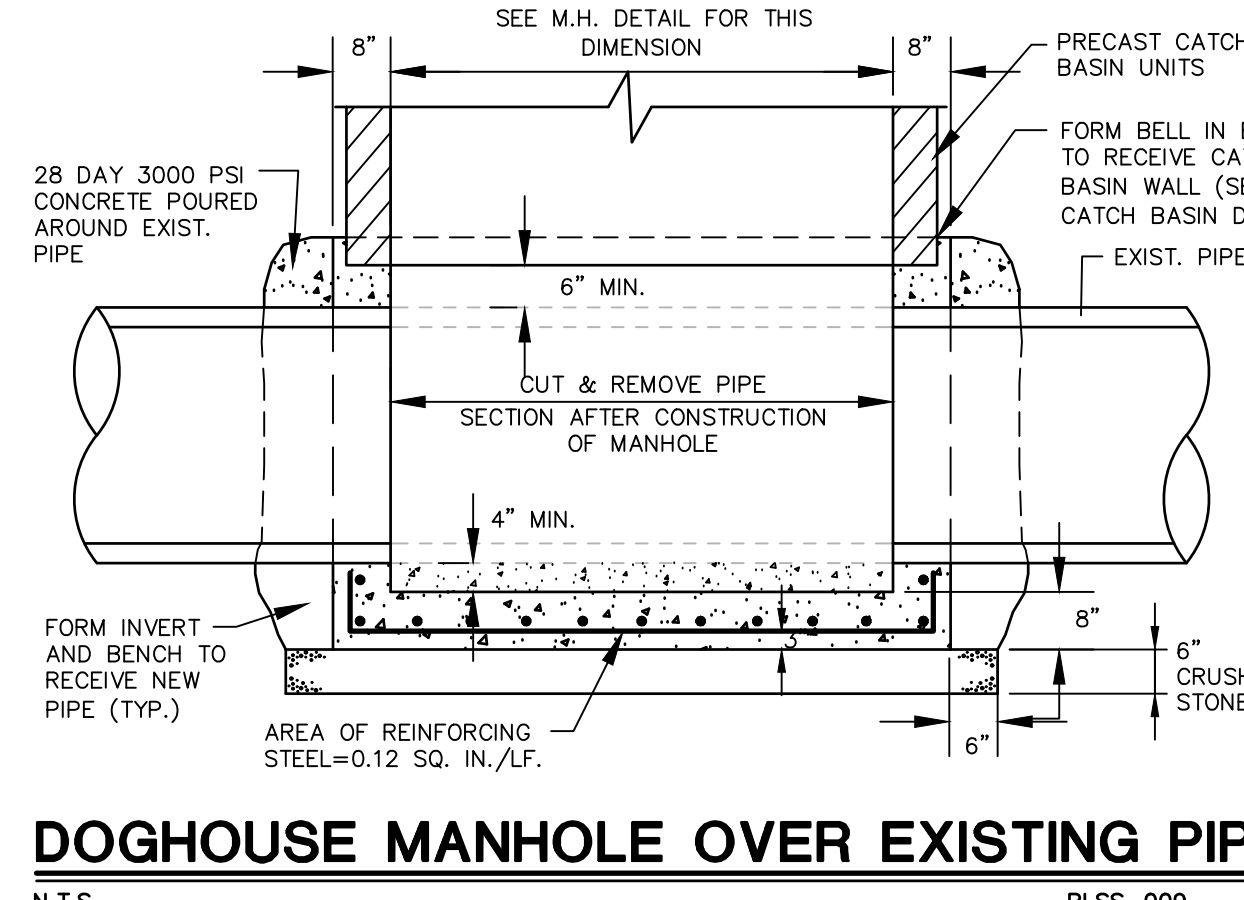 SEE M.H. DETAIL FOR THIS
DIMENSION
8”
8”
PRECAST CATCH
BASIN UNITS
FORM BELL IN
TO RECEIVE
BASIN WALL
CATCH BASIN
28 DAY 3000 PSI
CONCRETE POURED
AROUND EXIST.
PIPE
EXIST. PIPE
6” MIN.
CUT & REMOVE PIPE
SECTION AFTER CONSTRUCTION
OF MANHOLE
4” MIN.
3
8”
FORM INVERT
AND BENCH TO
RECEIVE NEW
PIPE (TYP.)
6”
STONE
AREA OF REINFORCING
STEEL=0.12 SQ. IN./LF.
6”
DOGHOUSE MANHOLE OVER EXISTING
N.T.S.